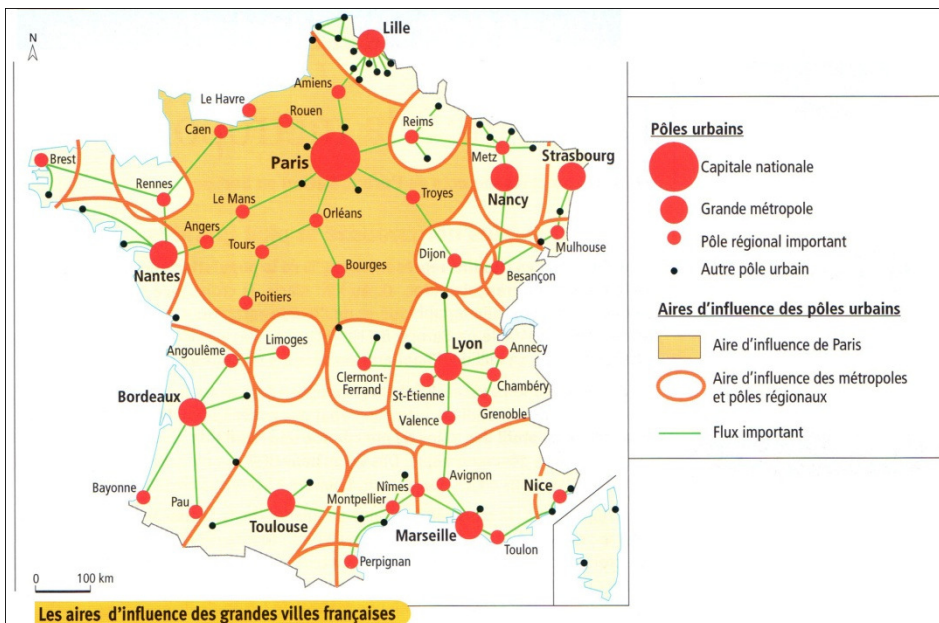 N
Lille
Amiens
Le Havre
Rouen
Caen
Reims
Metz
Strasbourg
Paris
Brest
Nancy
Rennes
Le Mans
Troyes
Orléans
Angers
Tours
Mulhouse
Nantes
Dijon
Besançon
Bourges
Poitiers
Limoges
Lyon
Annecy
Angoulême
Clermont-
Ferrand
St-Étienne
Chambéry
Bordeaux
Grenoble
Valence
Avignon
Nice
Bayonne
Pau
Nîmes
Montpellier
Toulouse
Marseille
Toulon
Perpignan
0 100 km
Les aires d'influence des grandes villes françaises
Pôles urbains
Capitale nationale
Grande métropole
Pôle régional important
Autre pôle urbain
Aires d'influence des pôles urbains
Aire d'influence de Paris
Aire d'influence des métropoles
et pôles régionaux
Flux important